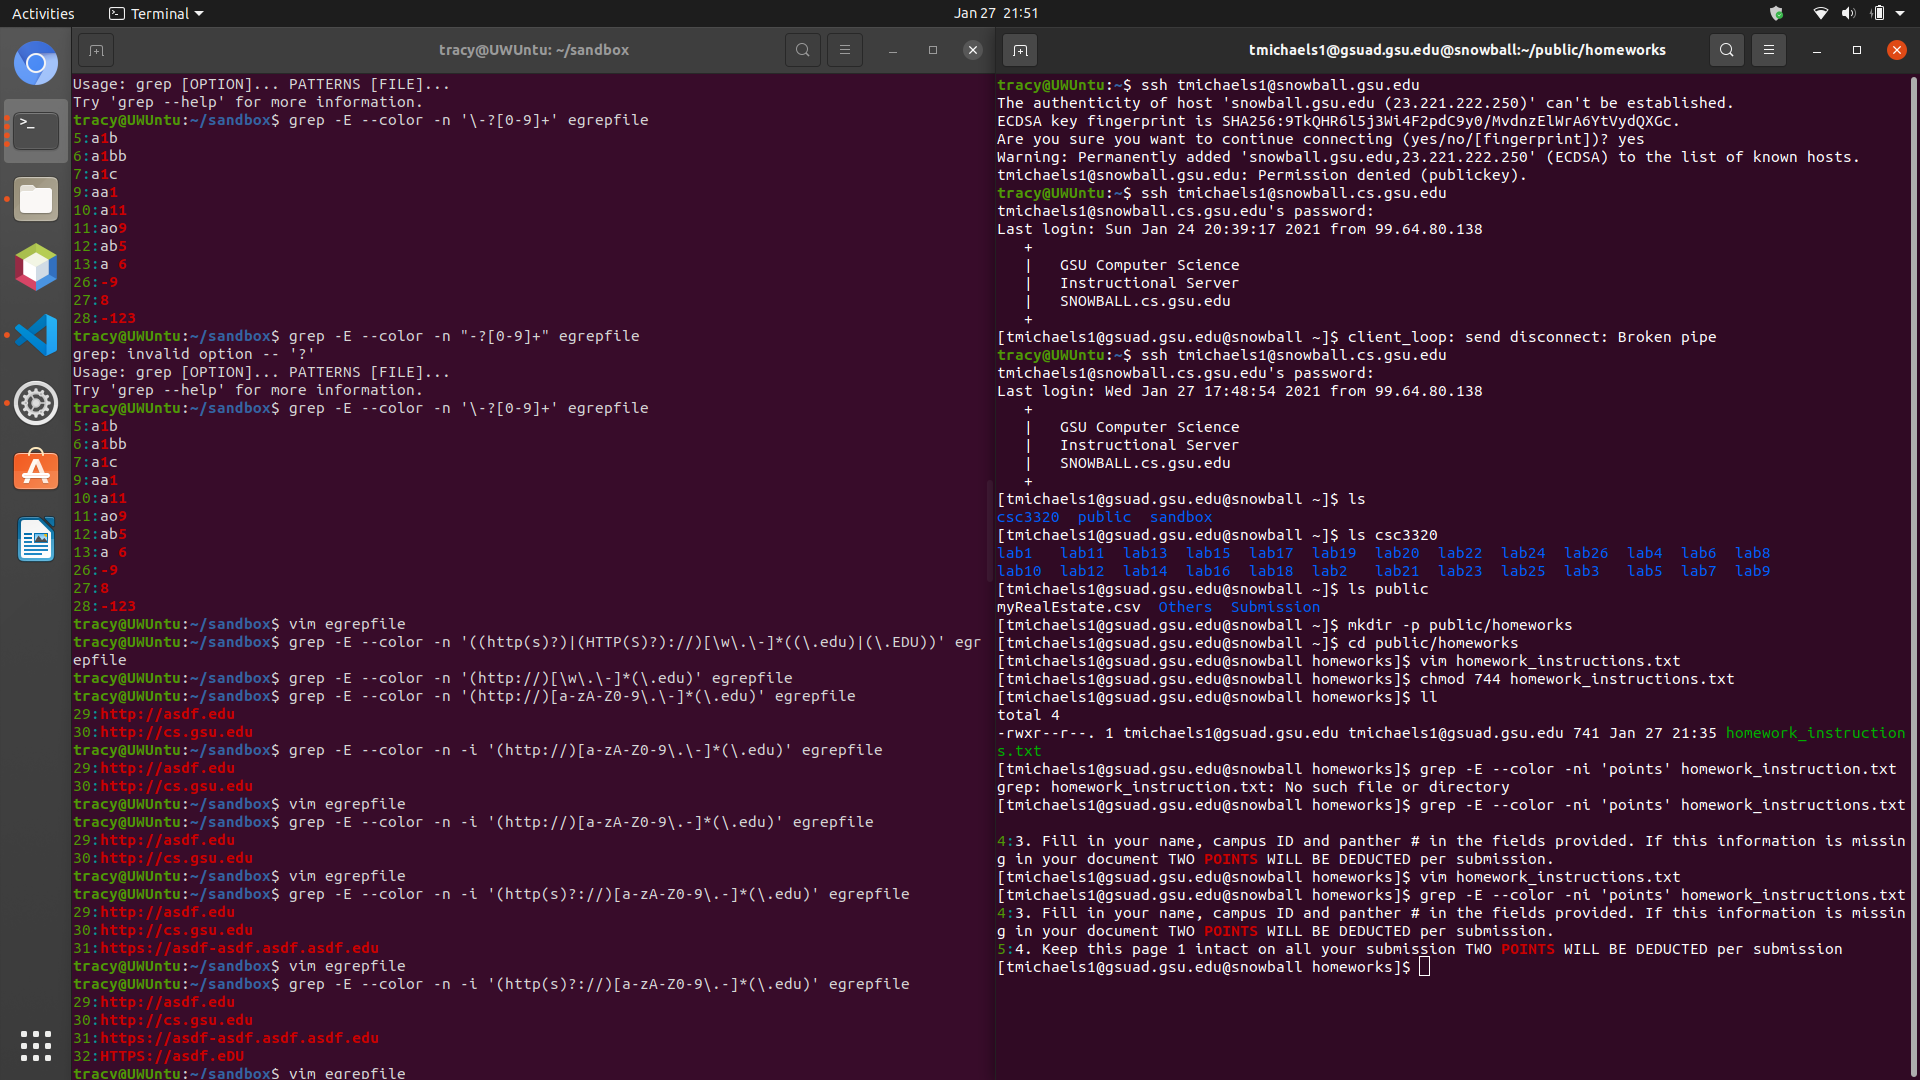 Activities
Terminal
Jan 27 21:51
tracy@UWUntu: ~/sandbox
Usage: grep [OPTION]... PATTERNS [FILE]...
Try 'grep --help' for more information.
tracy@UWUntu:~/sandbox$ grep -E --color -n '\-?[0-9]+' egrepfile
5:a1b
6:a1bb
7:a1c
9:aa1
10:a11
11:ao9
12:ab5
13:a 6
26:-9
27:8
28:-123
tracy@UWUntu:~/sandbox$ grep -E --color -n "-?[0-9]+" egrepfile
grep: invalid option -- '?'
Usage: grep [OPTION]... PATTERNS [FILE]...
Try 'grep --help' for more information.
tracy@UWUntu:~/sandbox$ grep -E --color -n '\-?[0-9]+' egrepfile
5:a1b
6:a1bb
7:a1c
9:aa1
10:a11
11:ao9
12:ab5
13:a 6
26:-9
27:8
28:-123
tracy@UWUntu:~/sandbox$ vim egrepfile
tracy@UWUntu:~/sandbox$ grep -E --color -n '((http(s)?)|(HTTP(S)?)://)[\w\.\-]*((\.edu)|(\.EDU))' egr
epfile
tracy@UWUntu:~/sandbox$ grep -E --color -n '(http://)[\w\.\-]*(\.edu)' egrepfile
tracy@UWUntu:~/sandbox$ grep -E --color -n '(http://)[a-zA-Z0-9\.\-]*(\.edu)' egrepfile
29:http://asdf.edu
30:http://cs.gsu.edu
tracy@UWUntu:~/sandbox$ grep -E --color -n -i '(http://)[a-zA-Z0-9\.\-]*(\.edu)' egrepfile
29:http://asdf.edu
30:http://cs.gsu.edu
tracy@UWUntu:~/sandbox$ vim egrepfile
tracy@UWUntu:~/sandbox$ grep -E --color -n -i '(http://)[a-zA-Z0-9\.-]*(\.edu)' egrepfile
29:http://asdf.edu
30:http://cs.gsu.edu
tracy@UWUntu:~/sandbox$ vim egrepfile
tracy@UWUntu:~/sandbox$ grep -E --color -n -i '(http(s)?://)[a-zA-Z0-9\.-]*(\.edu)' egrepfile
29:http://asdf.edu
30:http://cs.gsu.edu
31:https://asdf-asdf.asdf.asdf.edu
tracy@UWUntu:~/sandbox$ vim egrepfile
tracy@UWUntu:~/sandbox$ grep -E --color -n -i '(http(s)?://)[a-zA-Z0-9\.-]*(\.edu)' egrepfile
29:http://asdf.edu
30:http://cs.gsu.edu
31:https://asdf-asdf.asdf.asdf.edu
32:HTTPS://asdf.eDU
tracy@UWUntu:~/sandbox$ vim egrepfile
tmichaels1@gsuad.gsu.edu@snowball:~/public/homeworks
tracy@UWUntu:~$ ssh tmichaels1@snowball.gsu.edu
The authenticity of host 'snowball.gsu.edu (23.221.222.250)' can't be established.
ECDSA key fingerprint is SHA256:9TkQHR6l5j3Wi4F2pdC9y0/MvdnzElWrA6YtVydQXGc.
Are you sure you want to continue connecting (yes/no/[fingerprint])? yes
Warning: Permanently added 'snowball.gsu.edu,23.221.222.250' (ECDSA) to the list of known hosts.
tmichaels1@snowball.gsu.edu: Permission denied (publickey).
tracy@UWUntu:~$ ssh tmichaels1@snowball.cs.gsu.edu
tmichaels1@snowball.cs.gsu.edu's password:
Last login: Sun Jan 24 20:39:17 2021 from 99.64.80.138
+
| GSU Computer Science
| Instructional Server
| SNOWBALL.cs.gsu.edu
+
[tmichaels1@gsuad.gsu.edu@snowball ~]$ client_loop: send disconnect: Broken pipe
tracy@UWUntu:~$ ssh tmichaels1@snowball.cs.gsu.edu
tmichaels1@snowball.cs.gsu.edu's password:
Last login: Wed Jan 27 17:48:54 2021 from 99.64.80.138
+
| GSU Computer Science
| Instructional Server
| SNOWBALL.cs.gsu.edu
+
[tmichaels1@gsuad.gsu.edu@snowball ~]$ ls
csc3320 public sandbox
[tmichaels1@gsuad.gsu.edu@snowball ~]$ ls csc3320
lab1 lab11 lab13 lab15 lab17 lab19 lab20 lab22 lab24 lab26 lab4 lab6 lab8
lab10 lab12 lab14 lab16 lab18 lab2 lab21 lab23 lab25 lab3 lab5 lab7 lab9
[tmichaels1@gsuad.gsu.edu@snowball ~]$ ls public
myRealEstate.csv Others Submission
[tmichaels1@gsuad.gsu.edu@snowball ~]$ mkdir -p public/homeworks
[tmichaels1@gsuad.gsu.edu@snowball ~]$ cd public/homeworks
[tmichaels1@gsuad.gsu.edu@snowball homeworks]$ vim homework_instructions.txt
[tmichaels1@gsuad.gsu.edu@snowball homeworks]$ chmod 744 homework_instructions.txt
[tmichaels1@gsuad.gsu.edu@snowball homeworks]$ ll
total 4
-rwxr--r--. 1 tmichaels1@gsuad.gsu.edu tmichaels1@gsuad.gsu.edu 741 Jan 27 21:35 homework_instruction
s.txt
[tmichaels1@gsuad.gsu.edu@snowball homeworks]$ grep -E --color -ni 'points' homework_instruction.txt
grep: homework_instruction.txt: No such file or directory
[tmichaels1@gsuad.gsu.edu@snowball homeworks]$ grep -E --color -ni 'points' homework_instructions.txt
4:3. Fill in your name, campus ID and panther # in the fields provided. If this information is missin
g in your document TWO POINTS WILL BE DEDUCTED per submission.
[tmichaels1@gsuad.gsu.edu@snowball homeworks]$ vim homework_instructions.txt
[tmichaels1@gsuad.gsu.edu@snowball homeworks]$ grep -E --color -ni 'points' homework_instructions.txt
4:3. Fill in your name, campus ID and panther # in the fields provided. If this information is missin
g in your document TWO POINTS WILL BE DEDUCTED per submission.
5:4. Keep this page 1 intact on all your submission TWO POINTS WILL BE DEDUCTED per submission
[tmichaels1@gsuad.gsu.edu@snowball homeworks]$